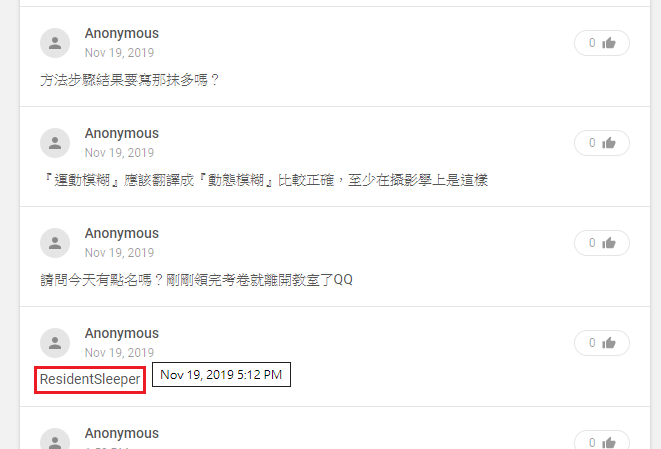 Anonymous
Nov 19, 2019
0
方法步驟結果要寫那抹多嗎？
Anonymous
Nov 19, 2019
0
『運動模糊』應該翻譯成『動態模糊』比較正確，至少在攝影學上是這樣
Anonymous
Nov 19, 2019
0
請問今天有點名嗎？剛剛領完考卷就離開教室了QQ
Anonymous
Nov 19, 2019
0
ResidentSleeper
Nov 19, 2019 5:12 PM
Anonymous
0